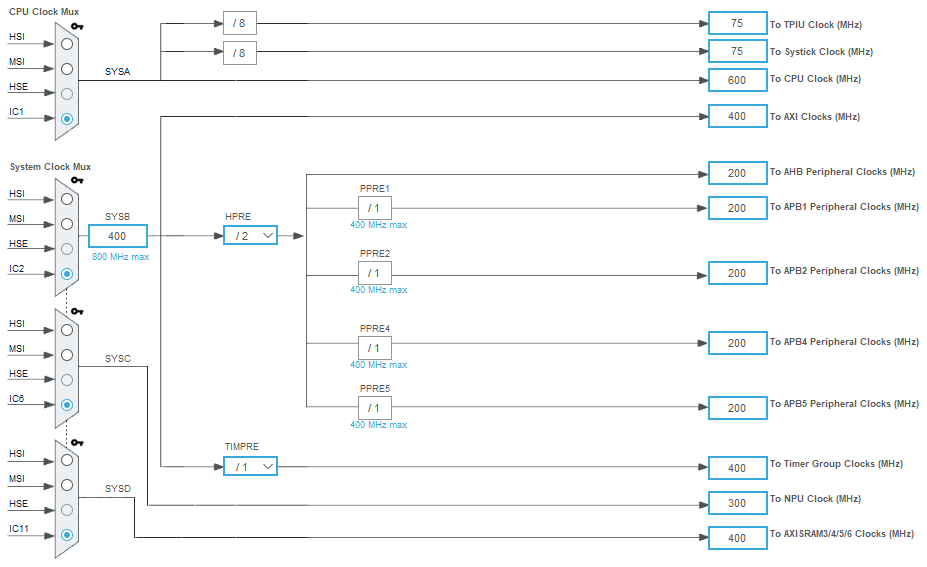 CPU Clock Mux
HSI
MSI
HSE
IC1
SYSA
/ 8
75
To TPIU Clock (MHz)
/ 8
75
To Systick Clock (MHz)
600
To CPU Clock (MHz)
400
To AXI Clocks (MHz)
System Clock Mux
HSI
MSI
HSE
IC2
SYSB
400
800 MHz max
HPRE
/ 2
200
To AHB Peripheral Clocks (MHz)
PPRE1
/ 1
400 MHz max
200
To APB1 Peripheral Clocks (MHz)
PPRE2
/ 1
400 MHz max
200
To APB2 Peripheral Clocks (MHz)
HSI
MSI
HSE
IC6
SYSC
PPRE4
/ 1
400 MHz max
200
To APB4 Peripheral Clocks (MHz)
PPRE5
/ 1
400 MHz max
200
To APB5 Peripheral Clocks (MHz)
HSI
MSI
HSE
IC11
SYSD
TIMPRE
/ 1
400
To Timer Group Clocks (MHz)
300
To NPU Clock (MHz)
400
To AXISRAM3/4/5/6 Clocks (MHz)